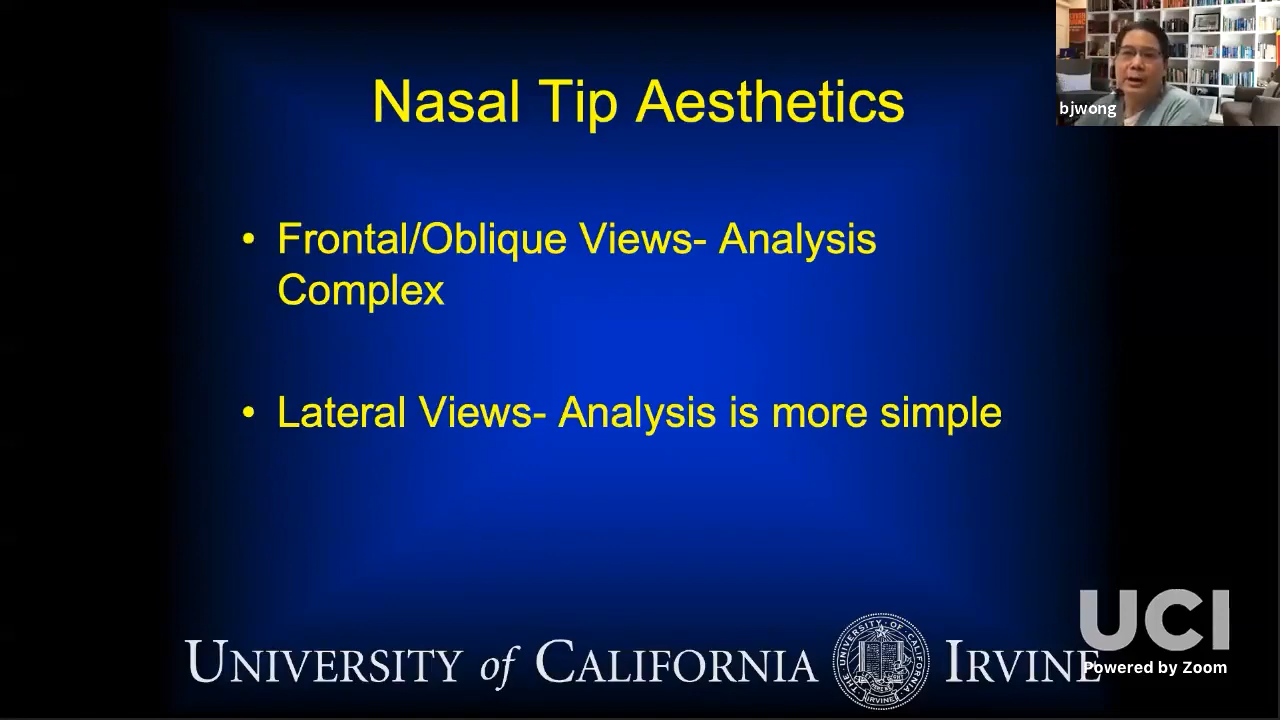 Nasal Tip Aesthetics
bjwong
• Frontal/Oblique Views- Analysis
Complex
• Lateral Views- Analysis is more simple
UNIVERSITY of CALIFORNIA IRVINE
UCI
Powered by Zoom